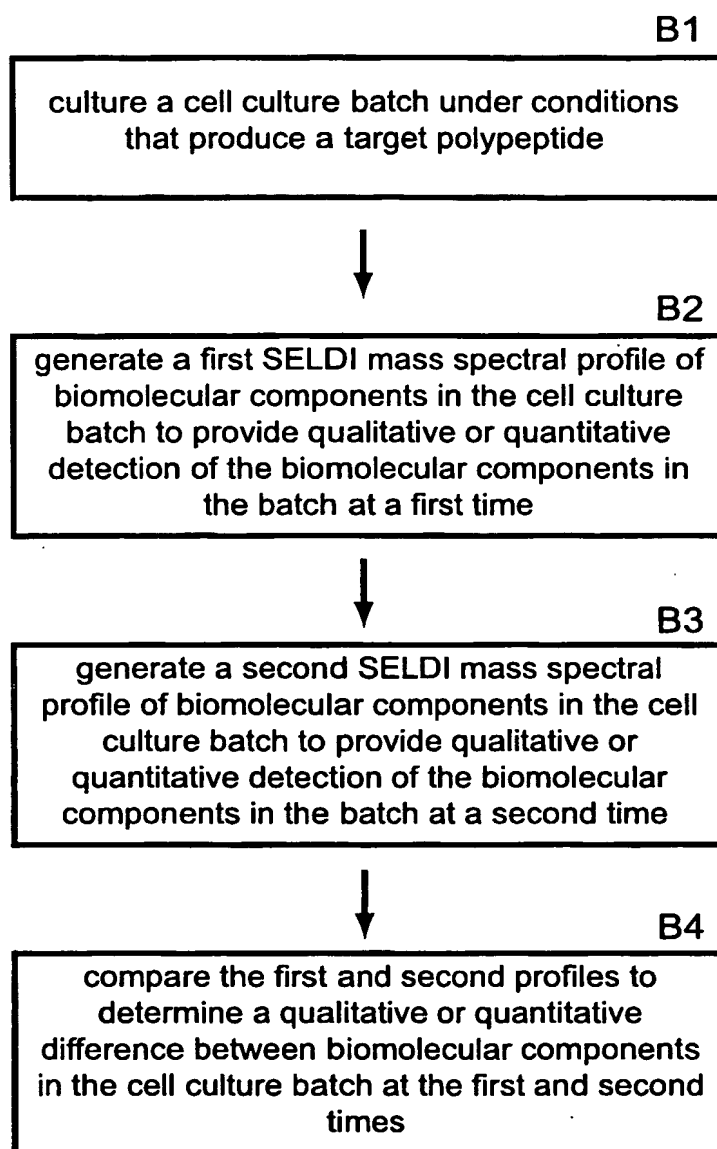 B1
culture a cell culture batch under conditions
that produce a target polypeptide
B2
generate a first SELDI mass spectral profile of
biomolecular components in the cell culture
batch to provide qualitative or quantitative
detection of the biomolecular components in
the batch at a first time
B3
generate a second SELDI mass spectral
profile of biomolecular components in the cell
culture batch to provide qualitative or
quantitative detection of the biomolecular
components in the batch at a second time
B4
compare the first and second profiles to
determine a qualitative or quantitative
difference between biomolecular components
in the cell culture batch at the first and second
times